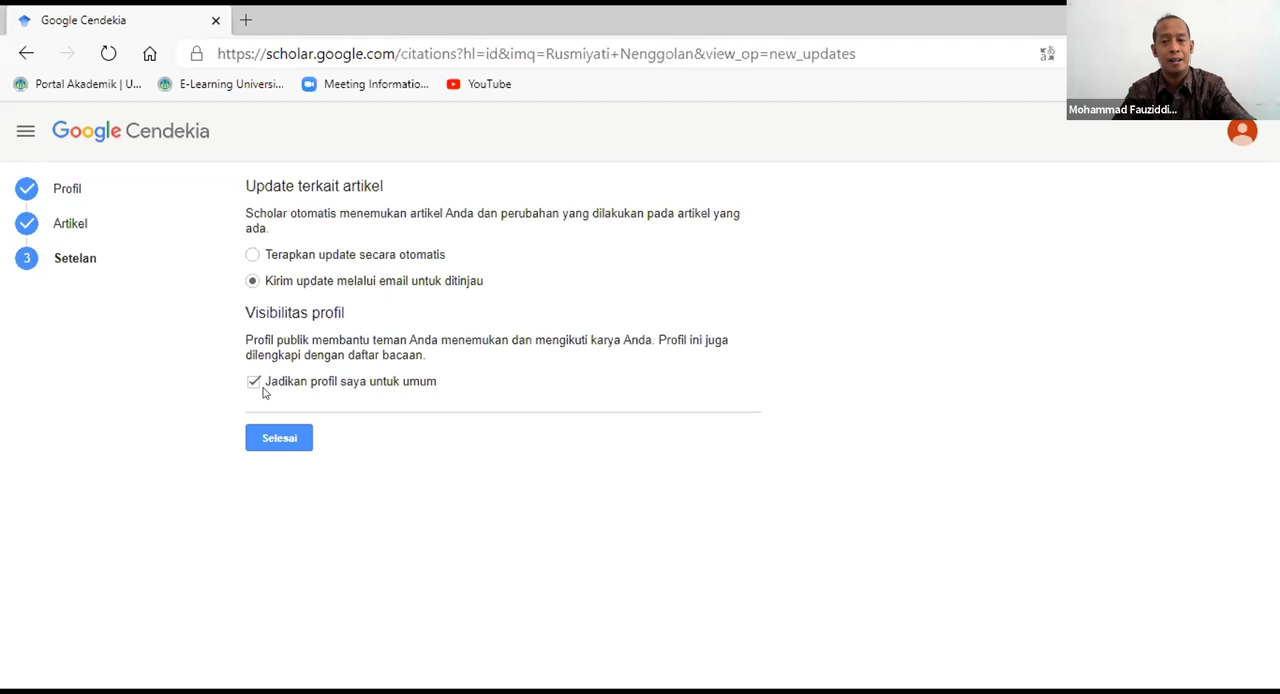 Google Cendekia
https://scholar.google.com/citations?hl=id&imq=Rusmiyati+Nenggolan&view_op=new_updates
Portal Akademik | U... E-Learning Universi... Meeting Informatio... YouTube
Mohammad Fauziddi...
Google Cendekia
Profil
Artikel
3 Setelan
Update terkait artikel
Scholar otomatis menemukan artikel Anda dan perubahan yang dilakukan pada artikel yang
ada.
Terapkan update secara otomatis
Kirim update melalui email untuk ditinjau
Visibilitas profil
Profil publik membantu teman Anda menemukan dan mengikuti karya Anda. Profil ini juga
dilengkapi dengan daftar bacaan.
Jadikan profil saya untuk umum
Selesai